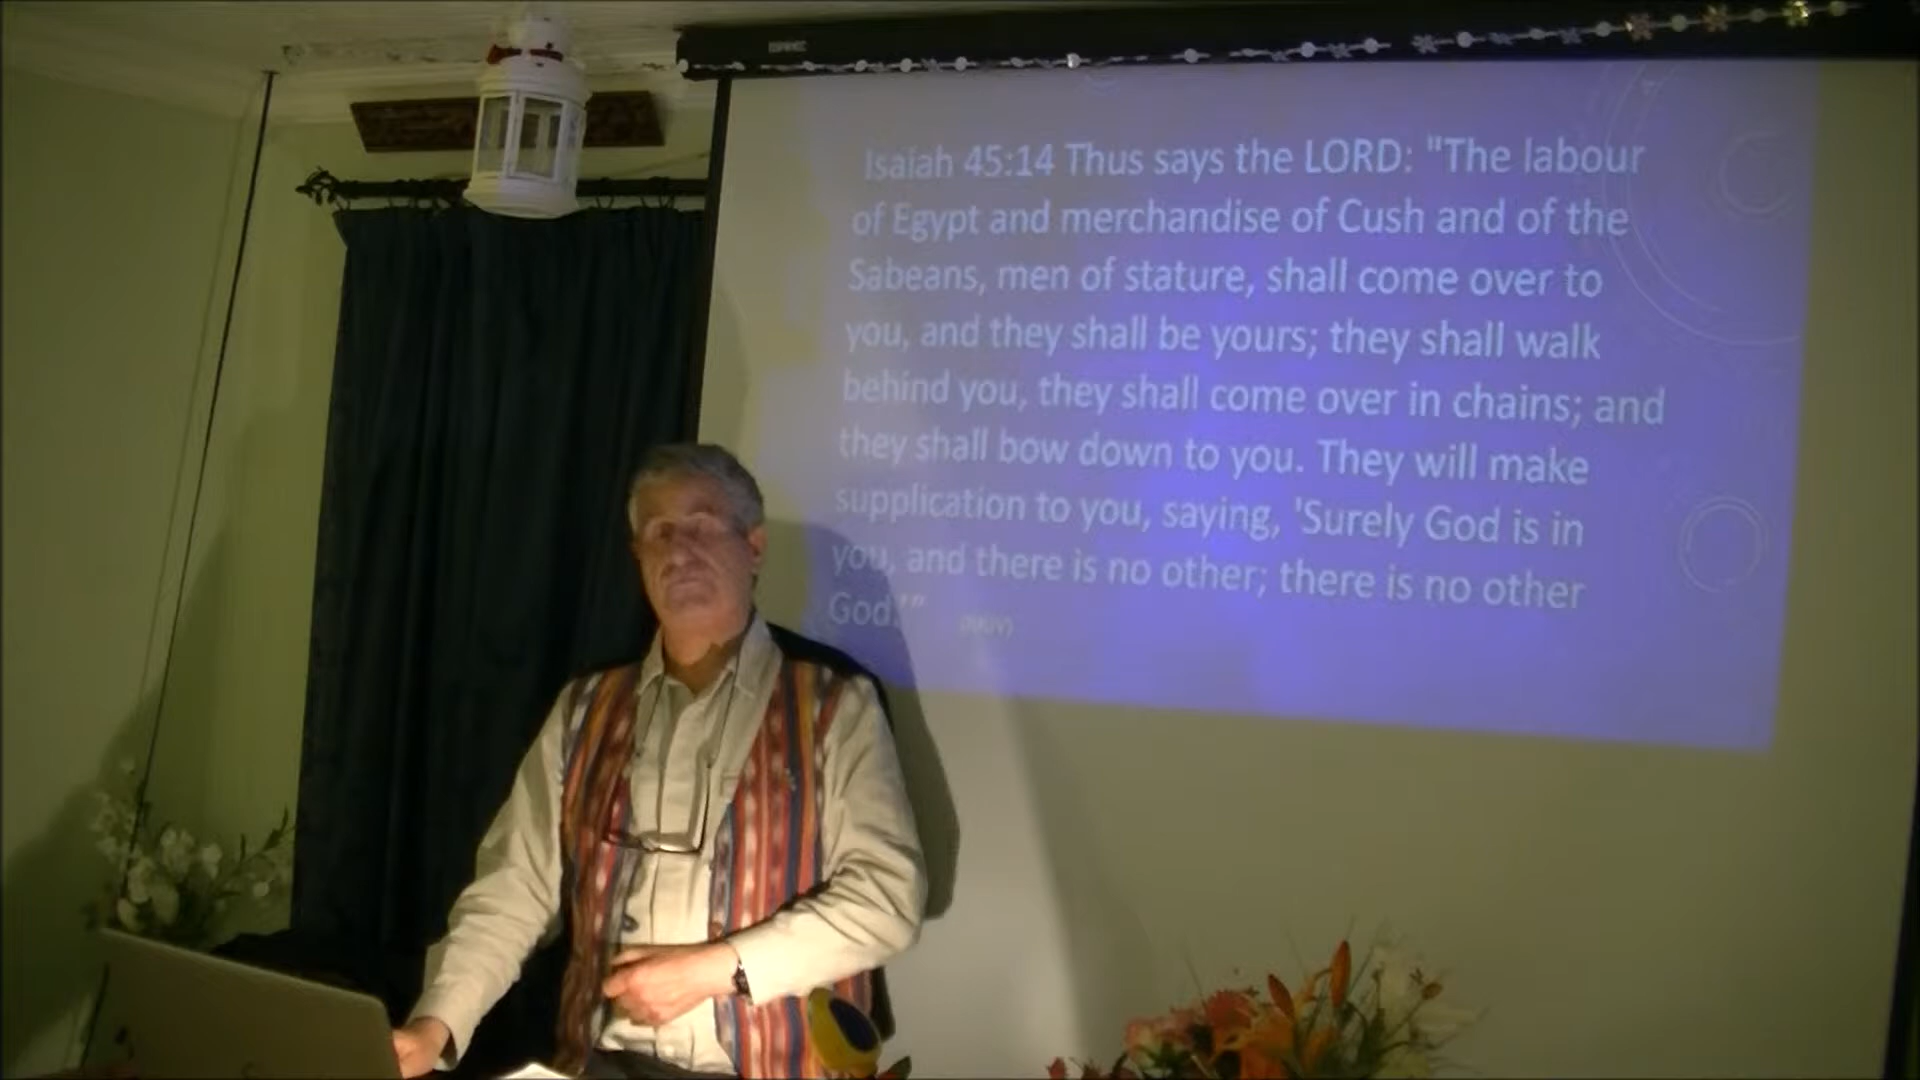 Isaiah 45:14 Thus says the LORD: "The labour
of Egypt and merchandise of Cush and of the
Sabeans, men of stature, shall come over to
you, and they shall be yours; they shall walk
behind you, they shall come over in chains; and
they shall bow down to you. They will make
supplication to you, saying, 'Surely God is in
you, and there is no other; there is no other
God.'"